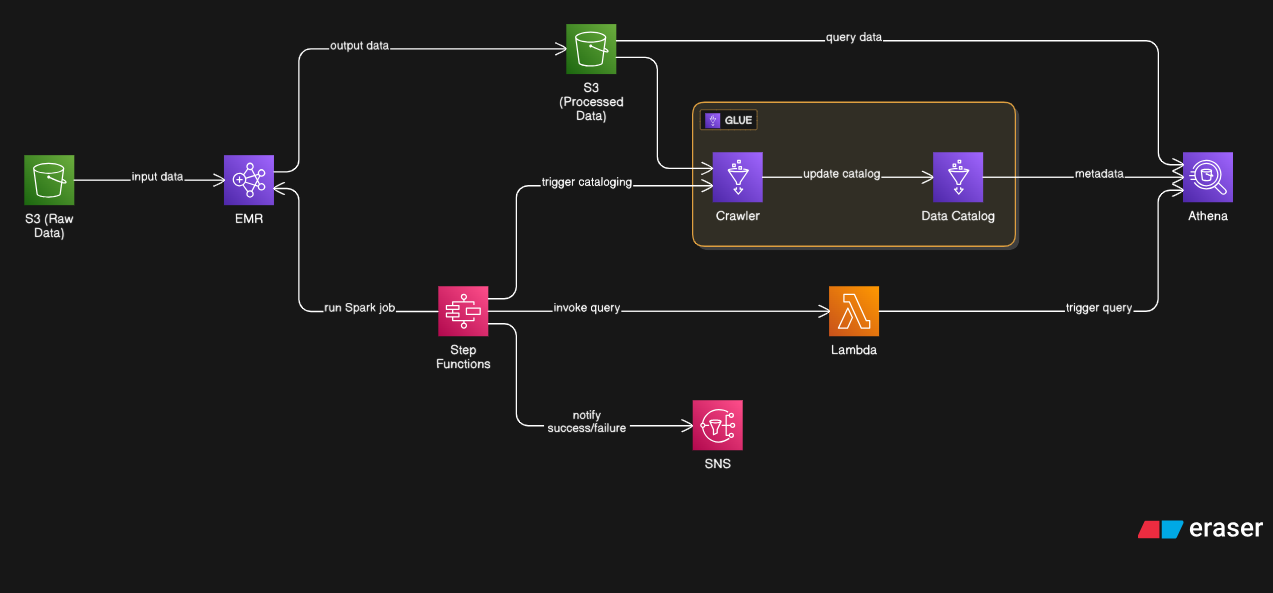 output data
query data
S3
(Processed
Data)
GLUE
input data
trigger cataloging
update catalog
metadata
S3 (Raw
Data)
EMR
Crawler
Data Catalog
Athena
run Spark job
invoke query
trigger query
Step
Functions
Lambda
notify
success/failure
SNS
eraser